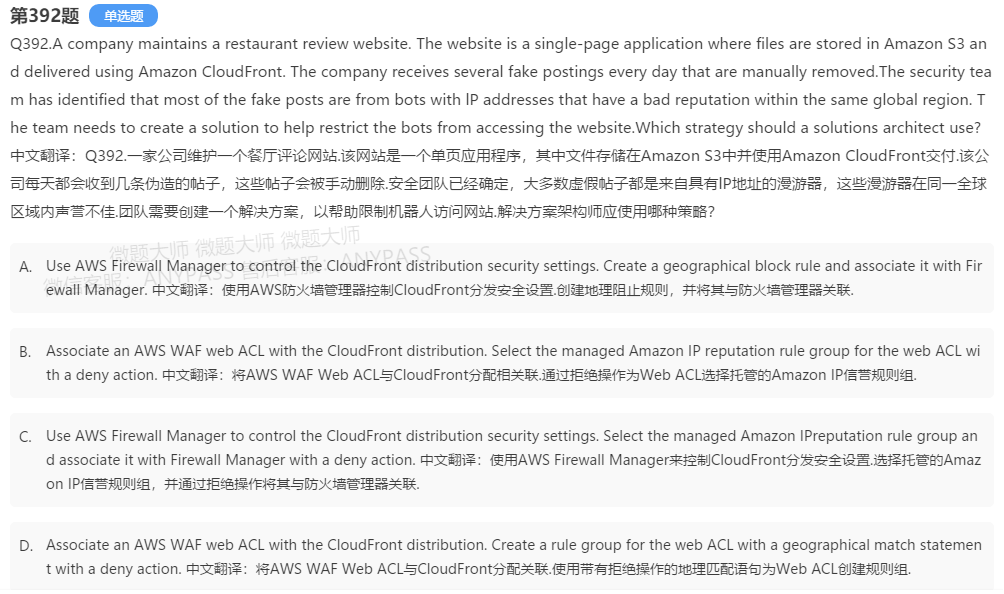 第392题 单选题
Q392.A company maintains a restaurant review website. The website is a single-page application where files are stored in Amazon S3 an
d delivered using Amazon CloudFront. The company receives several fake postings every day that are manually removed.The security tea
m has identified that most of the fake posts are from bots with lP addresses that have a bad reputation within the same global region. T
he team needs to create a solution to help restrict the bots from accessing the website.Which strategy should a solutions architect use?
中文翻译：Q392.一家公司维护一个餐厅评论网站.该网站是一个单页应用程序，其中文件存储在Amazon S3中并使用Amazon CloudFront交付.该公
司每天都会收到几条伪造的帖子，这些帖子会被手动删除.安全团队已经确定，大多数虚假帖子都是来自具有lP地址的漫游器，这些漫游器在同一全球
区域内声誉不佳.团队需要创建一个解决方案，以帮助限制机器人访问网站.解决方案架构师应使用哪种策略？
微题大师 微题大师 微题大师
微信客服：ANYPASS 售后客服：ANYPASS
A. Use AWS Firewall Manager to control the CloudFront distribution security settings. Create a geographical block rule and associate it with Fir
ewall Manager. 中文翻译：使用AWS防火墙管理器控制CloudFront分发安全设置.创建地理阻止规则，并将其与防火墙管理器关联.
B. Associate an AWS WAF web ACL with the CloudFront distribution. Select the managed Amazon IP reputation rule group for the web ACL wi
th a deny action. 中文翻译：将AWS WAF Web ACL与CloudFront分配相关联.通过拒绝操作为Web ACL选择托管的Amazon IP信誉规则组.
C. Use AWS Firewall Manager to control the CloudFront distribution security settings. Select the managed Amazon IPreputation rule group an
d associate it with Firewall Manager with a deny action. 中文翻译：使用AWS Firewall Manager来控制CloudFront分发安全设置.选择托管的Amaz
on IP信誉规则组，并通过拒绝操作将其与防火墙管理器关联.
D. Associate an AWS WAF web ACL with the CloudFront distribution. Create a rule group for the web ACL with a geographical match statemen
t with a deny action. 中文翻译：将AWS WAF Web ACL与CloudFront分配关联.使用带有拒绝操作的地理匹配语句为Web ACL创建规则组.